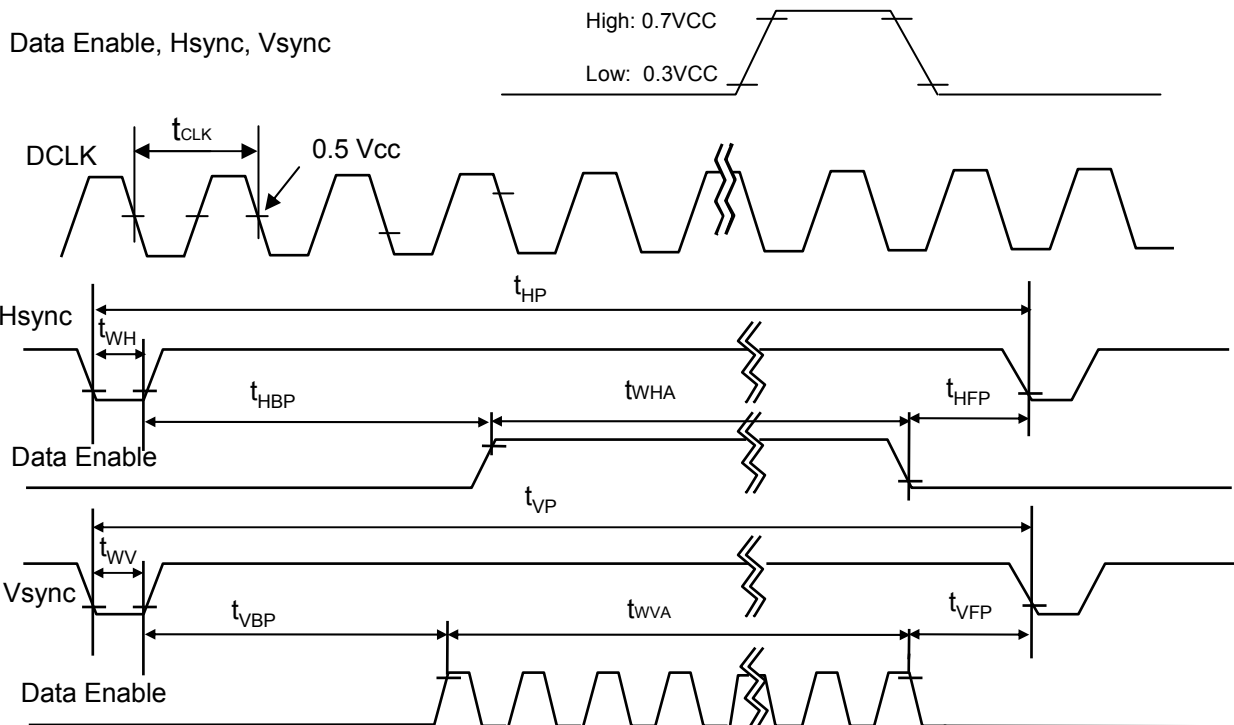 High: 0.7VCC
Data Enable, Hsync, Vsync
Low: 0.3VCC
tCLK
DCLK
0.5 Vcc
tHP
Hsync
tWH
tHBP
tWHA
tHFP
Data Enable
tVP
tWV
Vsync
tVBP
tWVA
tVFP
Data Enable